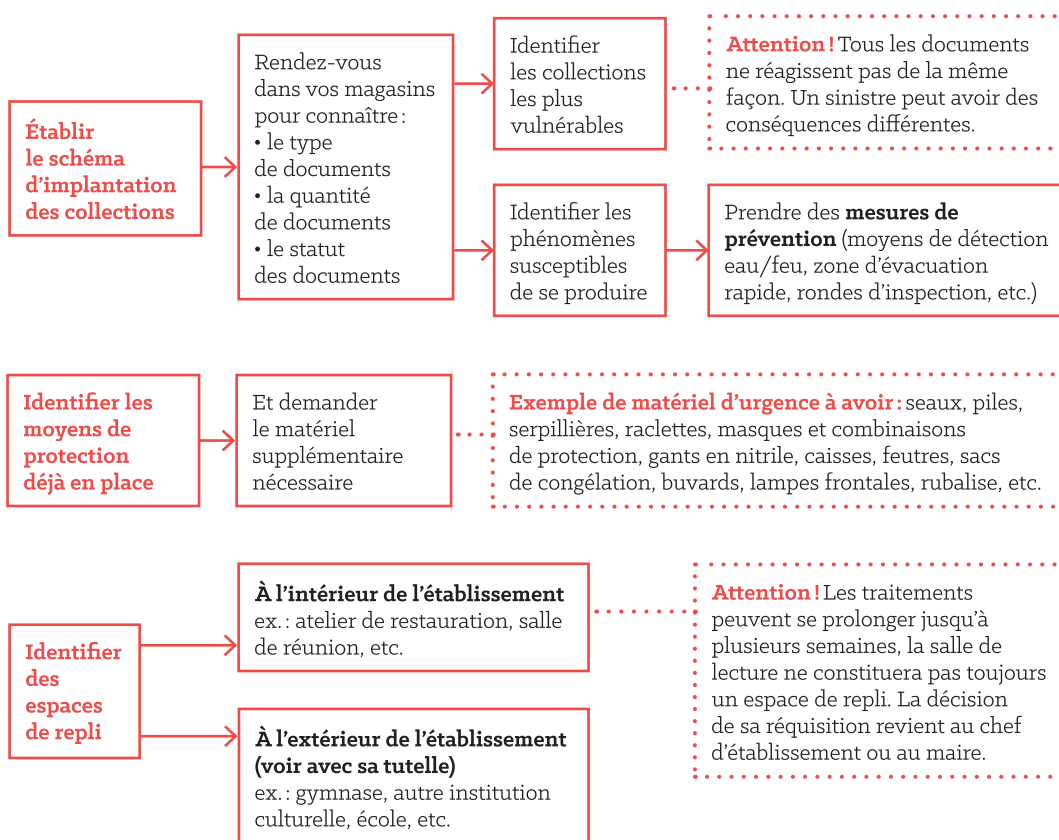 Établir
le schéma
d’implantation
des collections
Rendez-vous
dans vos magasins
pour connaître :
• le type
de documents
• la quantité
de documents
• le statut
des documents
Identifier
les collections
les plus
vulnérables
Attention ! Tous les documents
ne réagissent pas de la même
façon. Un sinistre peut avoir des
conséquences différentes.
Identifier les
phénomènes
susceptibles
de se produire
Prendre des mesures de
prévention (moyens de détection
eau/feu, zone d’évacuation
rapide, rondes d’inspection, etc.)
Identifier les
moyens de
protection
déjà en place
Et demander
le matériel
supplémentaire
nécessaire
Exemple de matériel d’urgence à avoir : seaux, piles,
serpillières, raclettes, masques et combinaisons
de protection, gants en nitrile, caisses, feutres, sacs
de congélation, buvards, lampes frontales, rubalise, etc.
Identifier
des
espaces
de repli
À l’intérieur de l’établissement
ex. : atelier de restauration, salle
de réunion, etc.
Attention ! Les traitements
peuvent se prolonger jusqu’à
plusieurs semaines, la salle de
lecture ne constituera pas toujours
un espace de repli. La décision
de sa réquisition revient au chef
d’établissement ou au maire.
À l’extérieur de l’établissement
(voir avec sa tutelle)
ex. : gymnase, autre institution
culturelle, école, etc.